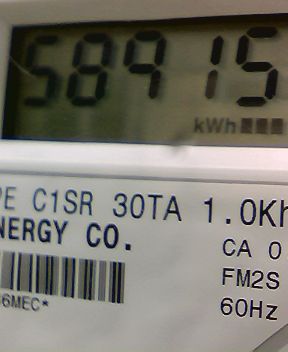 58915
kWh
PE C1SR 30TA 1.0Kh
NERGY CO.
CA 0
FM2S
6MEC*
60Hz